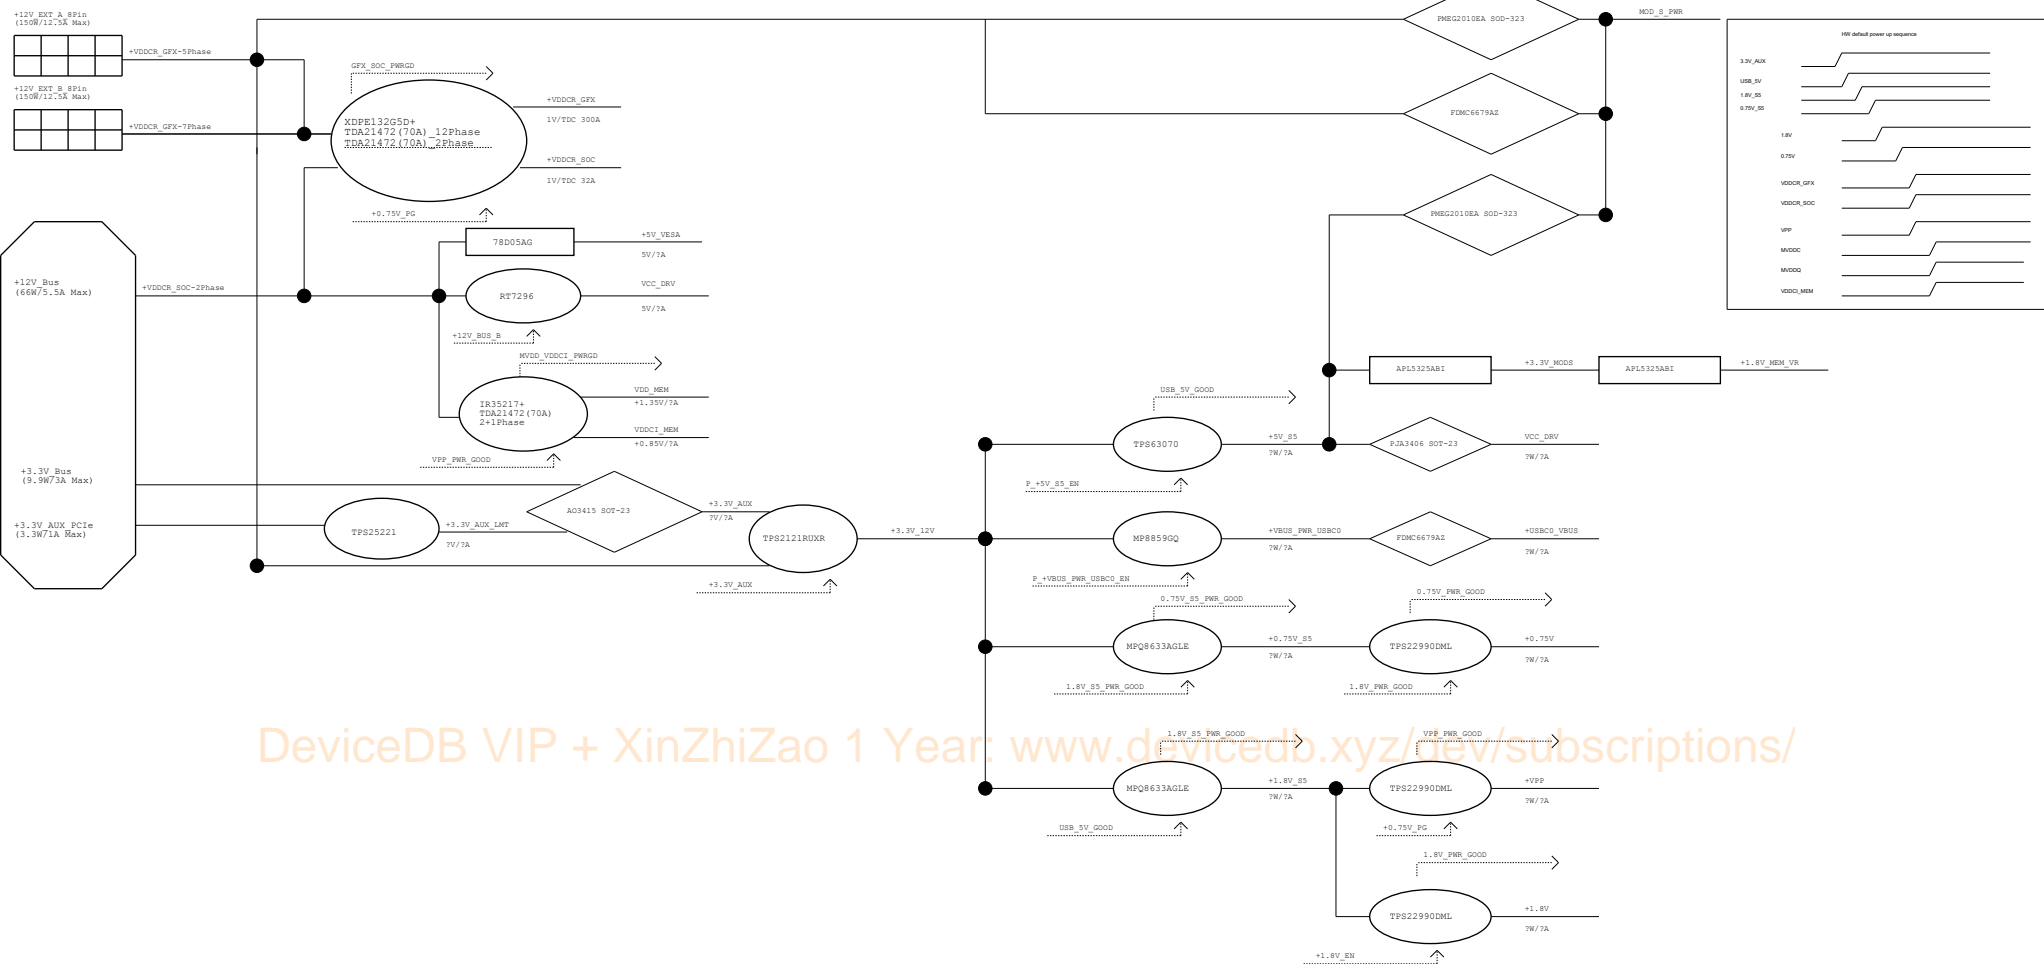 +12V_EXT_A_8Pin
(150W/12.5A Max)
+VDDCR_GFX-5Phase
+12V_EXT_B_8Pin
(150W/12.5A Max)
+VDDCR_GFX-7Phase
GFX_SOC_PWRGD
XDPE132G5D+
TDA21472(70A)_12Phase
TDA21472(70A)_2Phase
+VDDCR_GFX
1V/TDC 300A
+VDDCR_SOC
1V/TDC 32A
+0.75V_PG
+12V_Bus
(66W/5.5A Max)
+VDDCR_SOC-2Phase
78D05AG
+5V_VESA
5V/?A
RT7296
VCC_DRV
5V/?A
+12V_BUS_B
MVDD_VDDCI_PWRGD
IR35217+
TDA21472(70A)
2+1Phase
VDD_MEM
+1.35V/?A
VDDCI_MEM
+0.85V/?A
VPP_PWR_GOOD
+3.3V_Bus
(9.9W/3A Max)
+3.3V_AUX_PCIe
(3.3W/1A Max)
TPS25221
+3.3V_AUX_LMT
?V/?A
AO3415 SOT-23
+3.3V_AUX
?V/?A
TPS2121RUXR
+3.3V_AUX
+3.3V_12V
PMEG2010EA SOD-323
MOD_S_PWR
FDMC6679AZ
PMEG2010EA SOD-323
HW default power up sequence
3.3V_AUX
USB_5V
1.8V_S5
0.75V_S5
1.8V
0.75V
VDDCR_GFX
VDDCR_SOC
VPP
MVDDC
MVDDQ
VDDCI_MEM
APL5325ABI
+3.3V_MODS
APL5325ABI
+1.8V_MEM_VR
USB_5V_GOOD
TPS63070
+5V_S5
?W/?A
PJA3406 SOT-23
VCC_DRV
?W/?A
P_+5V_S5_EN
MP8859GQ
+VBUS_PWR_USBC0
?W/?A
FDMC6679AZ
+USBC0_VBUS
?W/?A
P_+VBUS_PWR_USBC0_EN
0.75V_S5_PWR_GOOD
0.75V_PWR_GOOD
MPQ8633AGLE
+0.75V_S5
?W/?A
TPS22990DML
+0.75V
?W/?A
1.8V_S5_PWR_GOOD
1.8V_PWR_GOOD
DeviceDB VIP + XinZhiZao 1 Year: www.devicedb.xyz/dev/subscriptions/
1.8V_S5_PWR_GOOD
VPP_PWR_GOOD
MPQ8633AGLE
+1.8V_S5
?W/?A
TPS22990DML
+VPP
?W/?A
USB_5V_GOOD
+0.75V_PG
1.8V_PWR_GOOD
TPS22990DML
+1.8V
?W/?A
+1.8V_EN